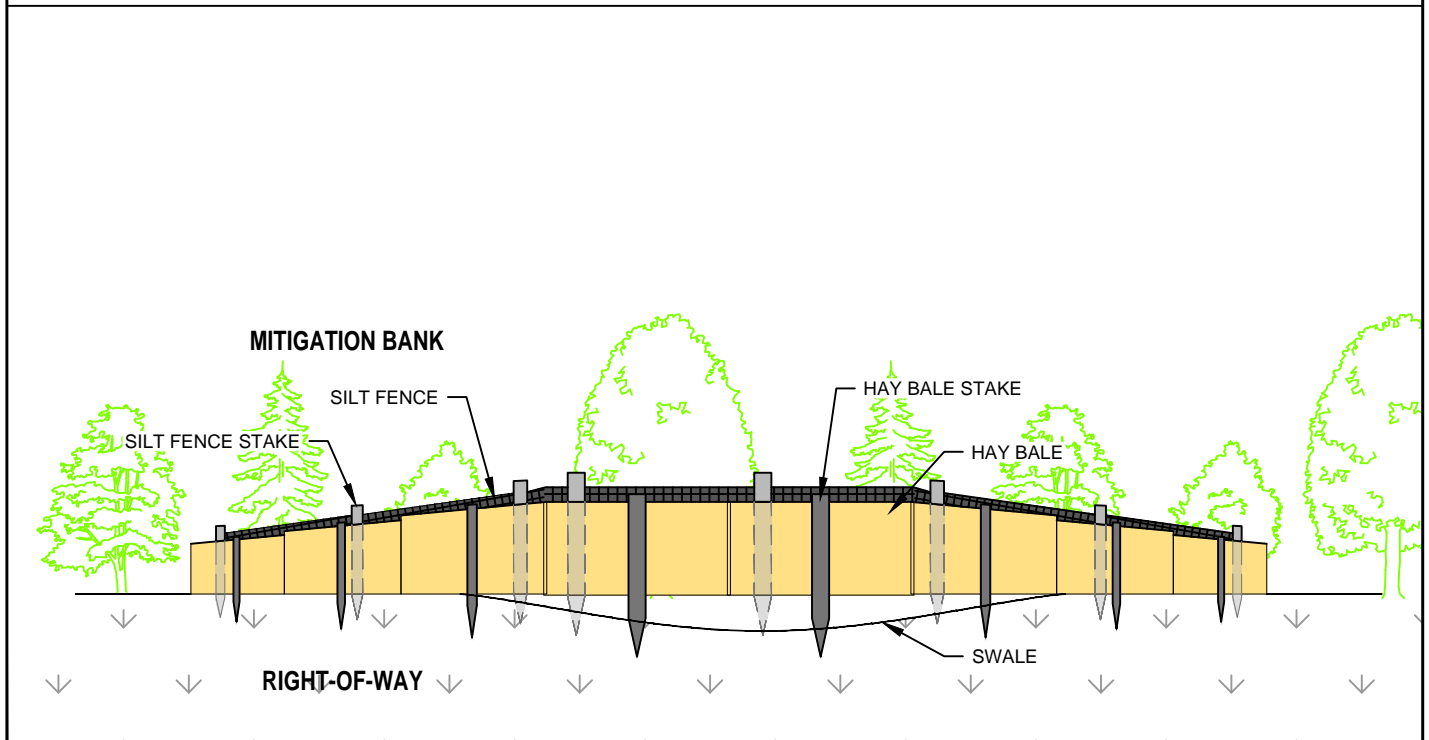 MITIGATION BANK
SILT FENCE
HAY BALE STAKE
SILT FENCE STAKE
HAY BALE
SWALE
RIGHT-OF-WAY